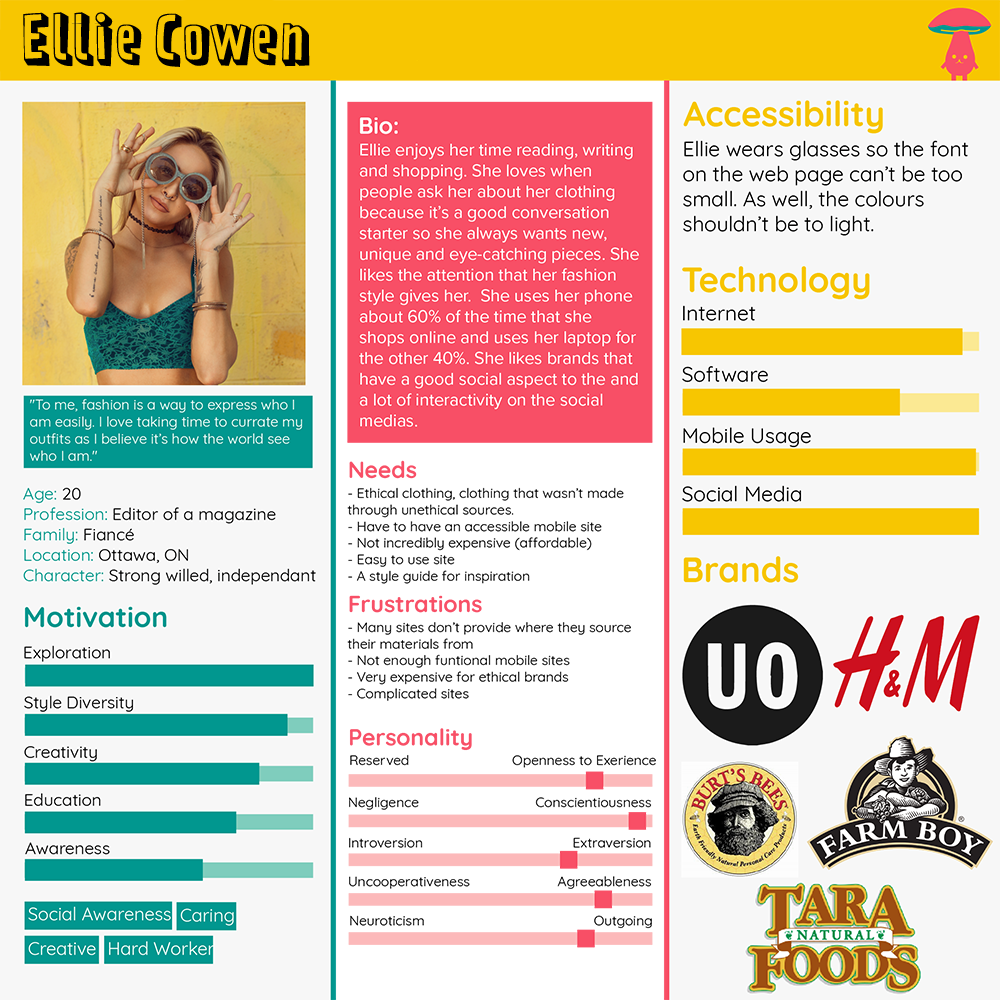 Ellie Cowen
"To me, fashion is a way to express who I
am easily. I love taking time to currate my
outfits as I believe it's how the world see
who I am."
Age: 20
Profession: Editor of a magazine
Family: Fiancé
Location: Ottawa, ON
Character: Strong willed, independant
Motivation
Exploration
Style Diversity
Creativity
Education
Awareness
Social Awareness
Caring
Creative
Hard Worker
Bio:
Ellie enjoys her time reading, writing
and shopping. She loves when
people ask her about her clothing
because it's a good conversation
starter so she always wants new,
unique and eye-catching pieces. She
likes the attention that her fashion
style gives her.  She uses her phone
about 60% of the time that she
shops online and uses her laptop for
the other 40%. She likes brands that
have a good social aspect to the and
a lot of interactivity on the social
medias.
Needs
- Ethical clothing, clothing that wasn't made
through unethical sources.
- Have to have an accessible mobile site
- Not incredibly expensive (affordable)
- Easy to use site
- A style guide for inspiration
Frustrations
- Many sites don't provide where they source
their materials from
- Not enough funtional mobile sites
- Very expensive for ethical brands
- Complicated sites
Personality
Reserved Openness to Exerience
Negligence Conscientiousness
Introversion Extraversion
Uncooperativeness Agreeableness
Neuroticism Outgoing
Accessibility
Ellie wears glasses so the font
on the web page can't be too
small. As well, the colours
shouldn't be to light.
Technology
Internet
Software
Mobile Usage
Social Media
Brands
UO
H&M
BURT'S BEES
Earth Friendly Natural Personal Care Products
FARM BOY
®
TARA
NATURAL
FOODS